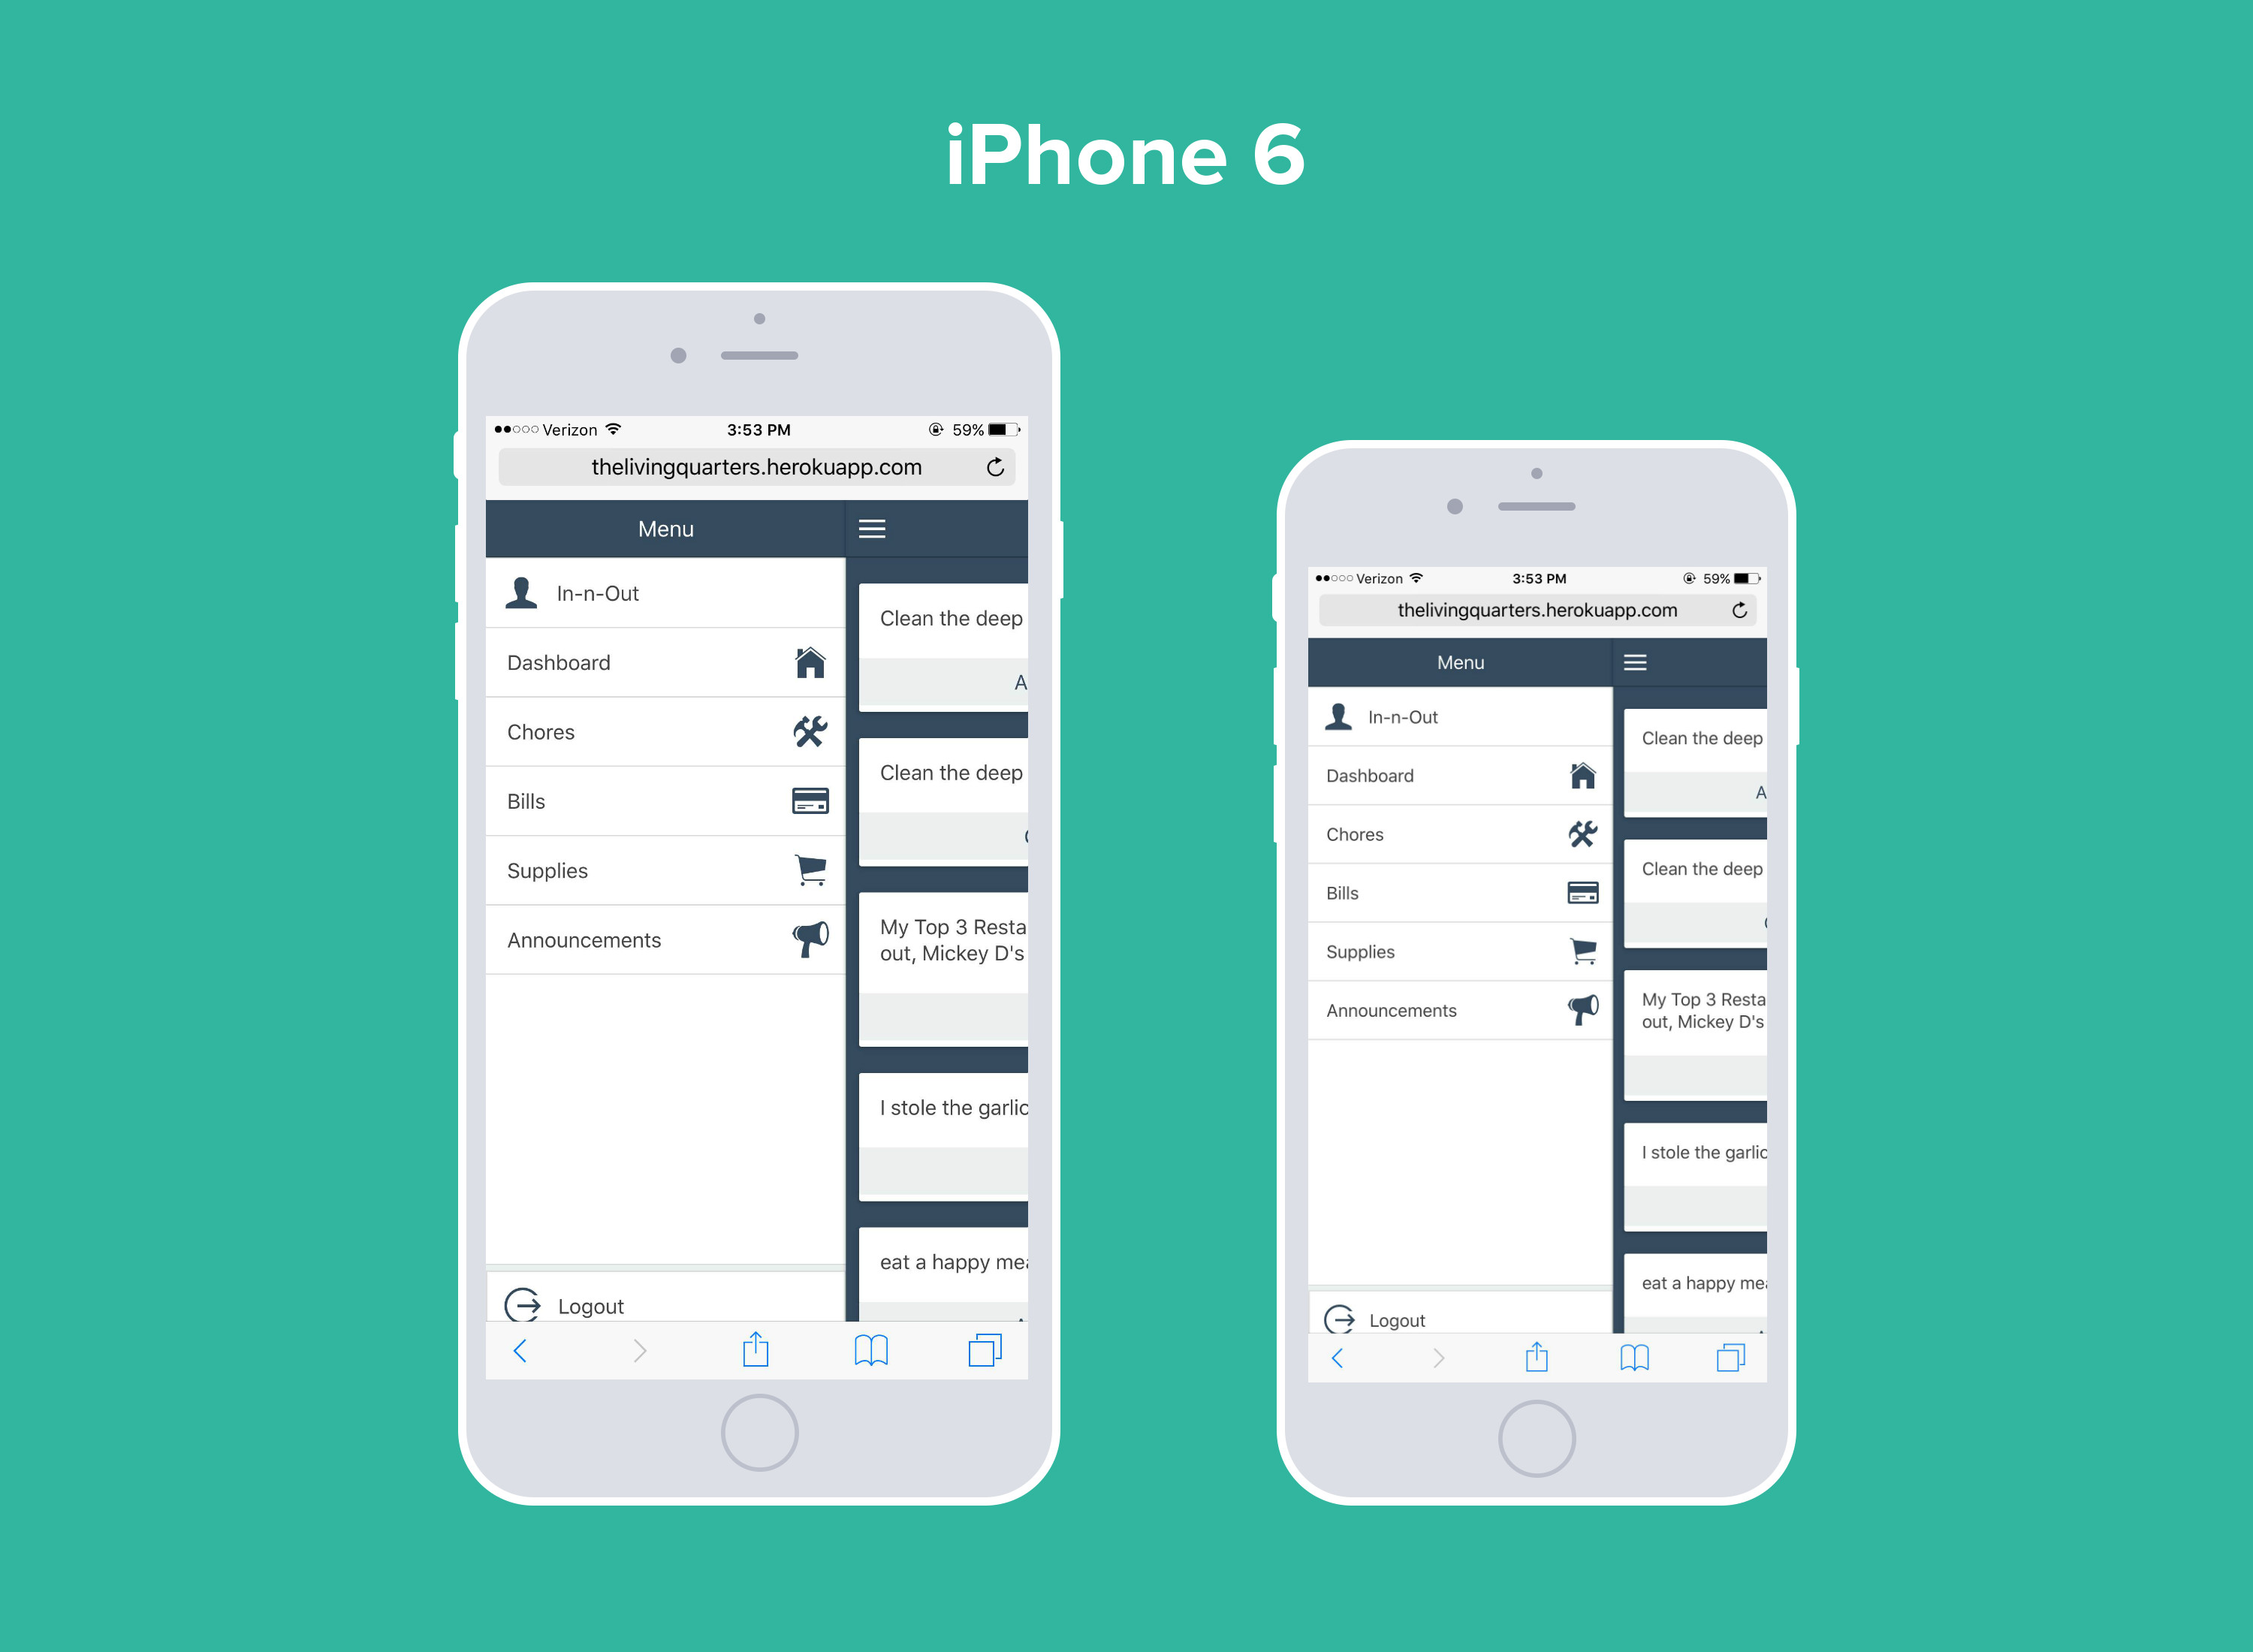 iPhone 6
Verizon 3:53 PM 59%
thelivingquarters.herokuapp.com
Menu
In-n-Out
Dashboard
Chores
Bills
Supplies
Announcements
Logout
Clean the deep
A
Clean the deep
My Top 3 Resta
out, Mickey D's
I stole the garlic
eat a happy mea
Verizon 3:53 PM 59%
thelivingquarters.herokuapp.com
Menu
In-n-Out
Dashboard
Chores
Bills
Supplies
Announcements
Logout
Clean the deep
A
Clean the deep
My Top 3 Resta
out, Mickey D's
I stole the garlic
eat a happy mea